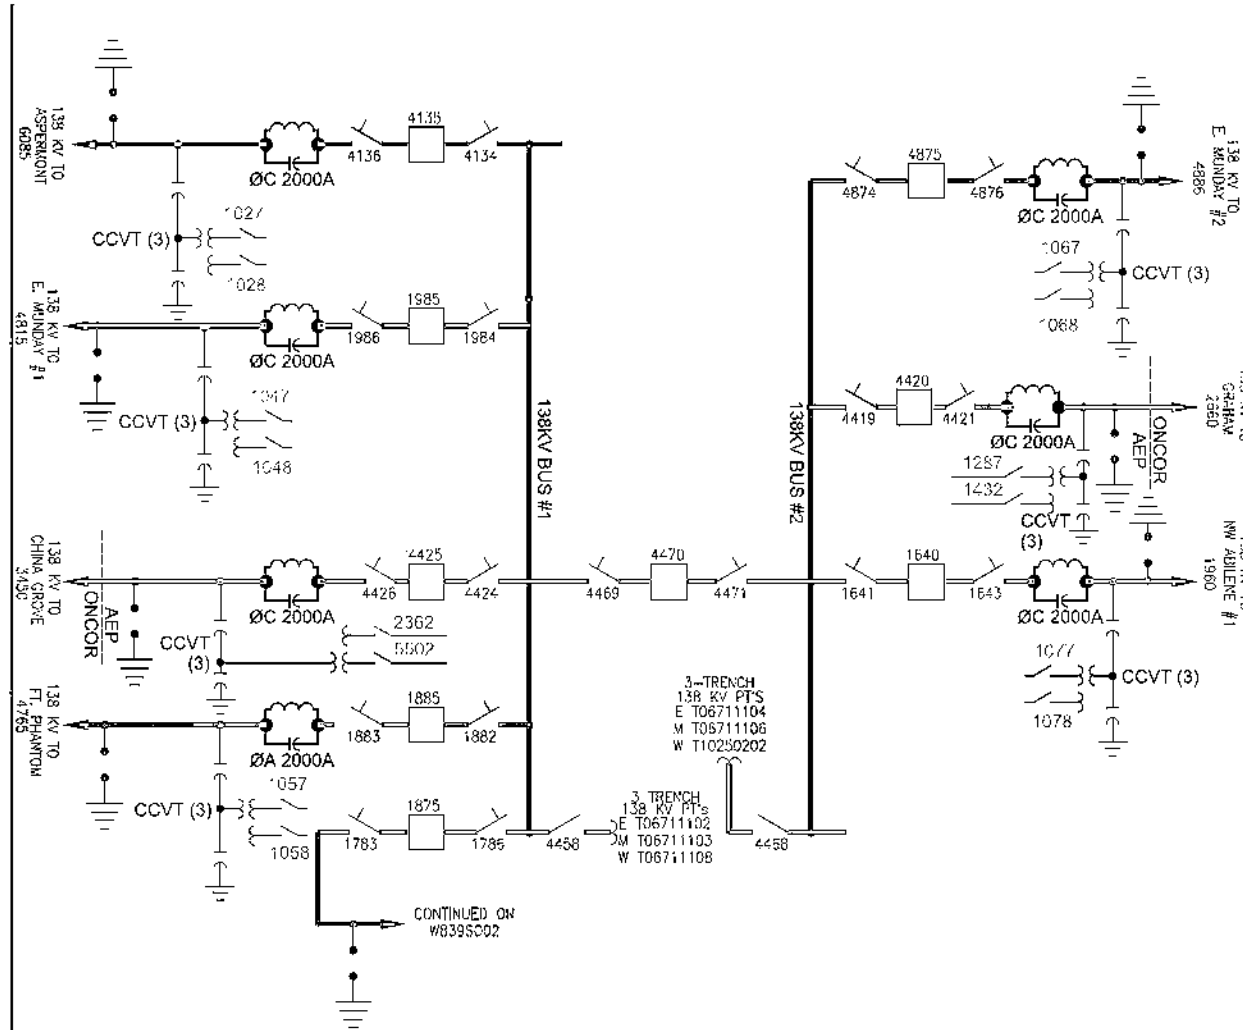 138 KV TO
ASPERMONT
6085
4135
4136
4134
ØC 2000A
CCVT (3)
1027
1028
138 KV TO
E. MUNDAY #1
4815
1985
1986
1984
ØC 2000A
CCVT (3)
1047
1048
138KV BUS #1
138 KV TO
CHINA GROVE
AEP
ONCOR
4425
4426
4424
ØC 2000A
CCVT
(3)
2362
5502
4470
4469
4471
138 KV TO
FT. PHANTOM
4765
1885
1883
1882
ØA 2000A
CCVT (3)
1057
1058
1875
1783
1785
4458
3 TRENCH
138 KV PT's
E T06711102
M T06711103
W T06711108
CONTINUED ON
W839S002
3-TRENCH
138 KV PT'S
E T06711104
M T06711106
W T10250202
4468
138KV BUS #2
4875
4874
4876
ØC 2000A
138 KV TO
E. MUNDAY #2
4886
1067
1068
CCVT (3)
4420
4419
4421
ØC 2000A
GRAHAM
ONCOR
AEP
1287
1432
CCVT
(3)
1640
1641
1643
ØC 2000A
NW ABILENE #1
1960
1077
1078
CCVT (3)